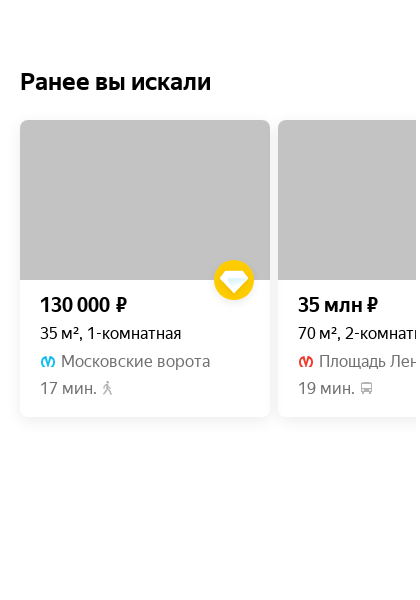 Ранее вы искали
130 000 ₽
35 м², 1-комнатная
Московские ворота
17 мин.
35 млн ₽
70 м², 2-комнат
Площадь Лен
19 мин.